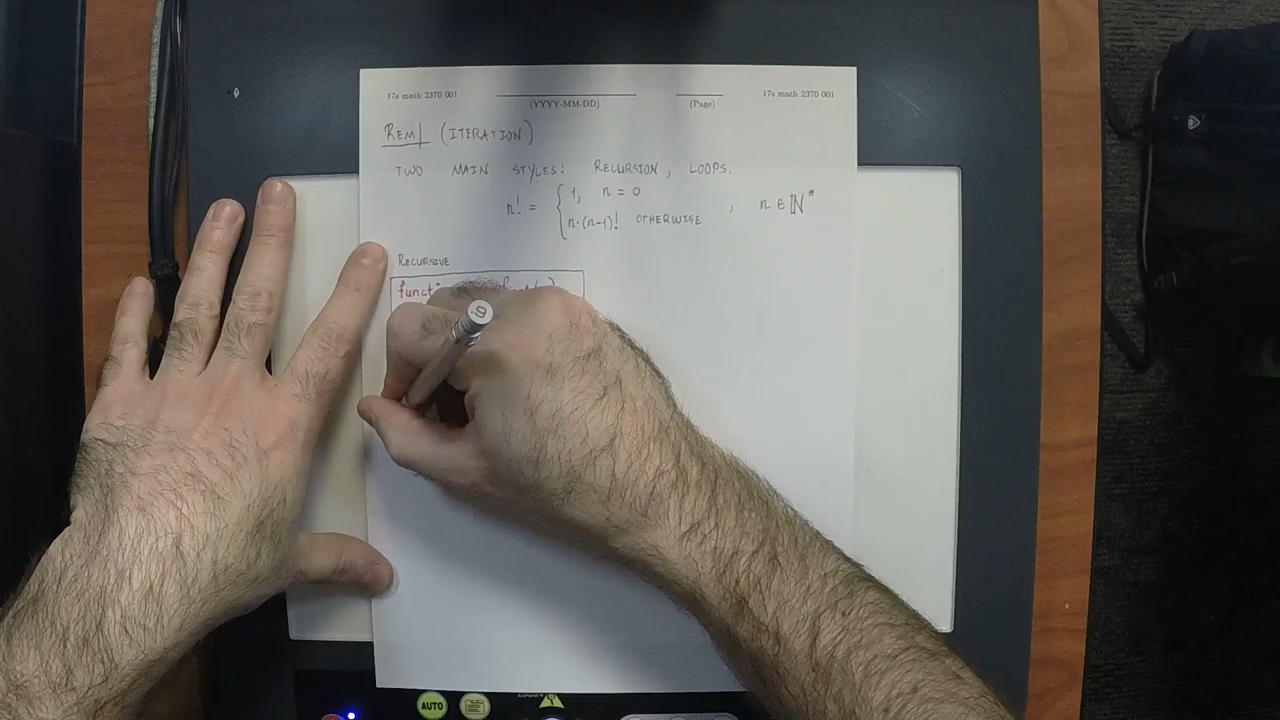 17s math 2370 001 (YYYY-MM-DD) (Page) 17s math 2370 001
REM (ITERATION)
TWO MAIN STYLES: RECURSION, LOOPS.
n! = { 1, n = 0
n·(n-1)! OTHERWISE , n ∈ ℕ*
RECURSIVE
AUTO